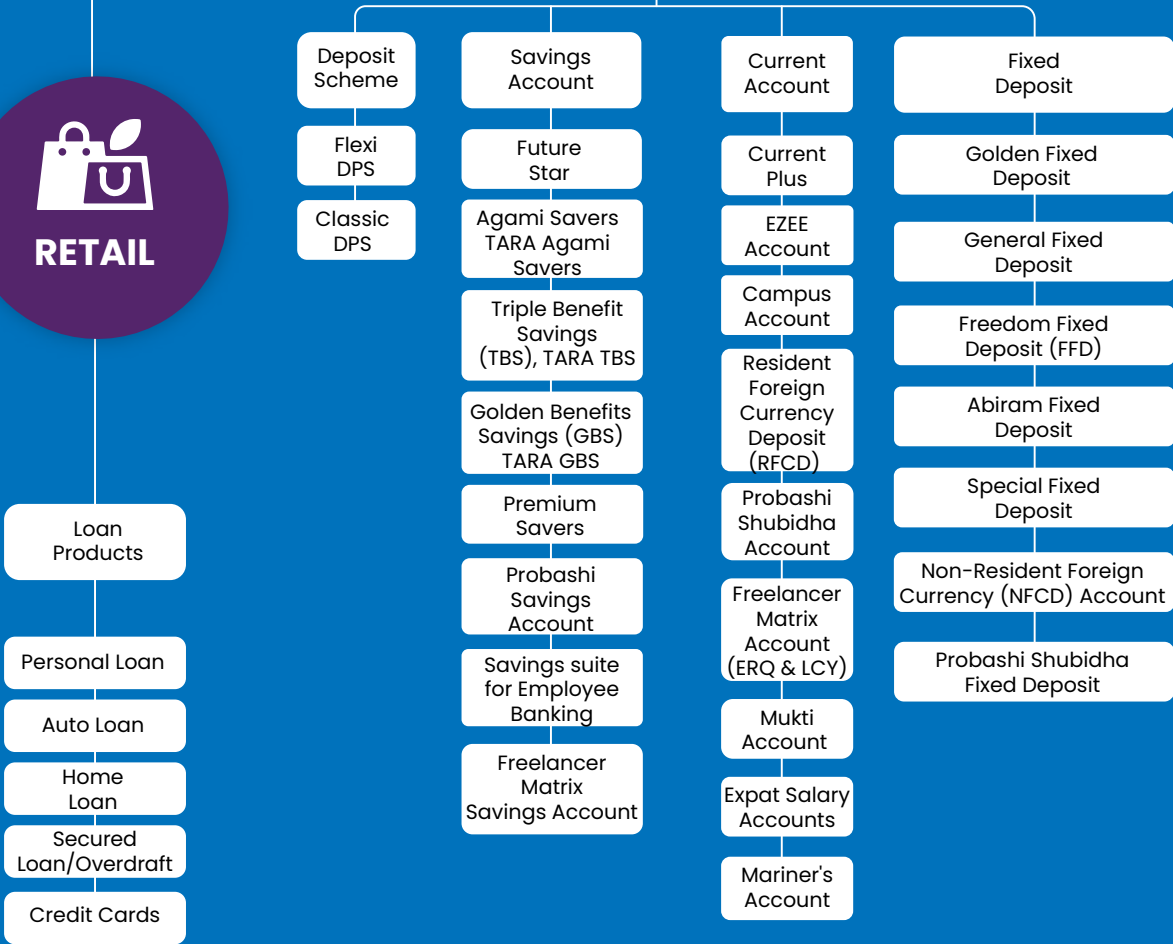 RETAIL
Loan
Products
Personal Loan
Auto Loan
Home
Loan
Secured
Loan/Overdraft
Credit Cards
Deposit
Scheme
Flexi
DPS
Classic
DPS
Savings
Account
Future
Star
Agami Savers
TARA Agami
Savers
Triple Benefit
Savings
(TBS), TARA TBS
Golden Benefits
Savings (GBS)
TARA GBS
Premium
Savers
Probashi
Savings
Account
Savings suite
for Employee
Banking
Freelancer
Matrix
Savings Account
Current
Account
Current
Plus
EZEE
Account
Campus
Account
Resident
Foreign
Currency
Deposit
(RFCD)
Probashi
Shubidha
Account
Freelancer
Matrix
Account
(ERQ & LCY)
Mukti
Account
Expat Salary
Accounts
Mariner's
Account
Fixed
Deposit
Golden Fixed
Deposit
General Fixed
Deposit
Freedom Fixed
Deposit (FFD)
Abiram Fixed
Deposit
Special Fixed
Deposit
Non-Resident Foreign
Currency (NFCD) Account
Probashi Shubidha
Fixed Deposit